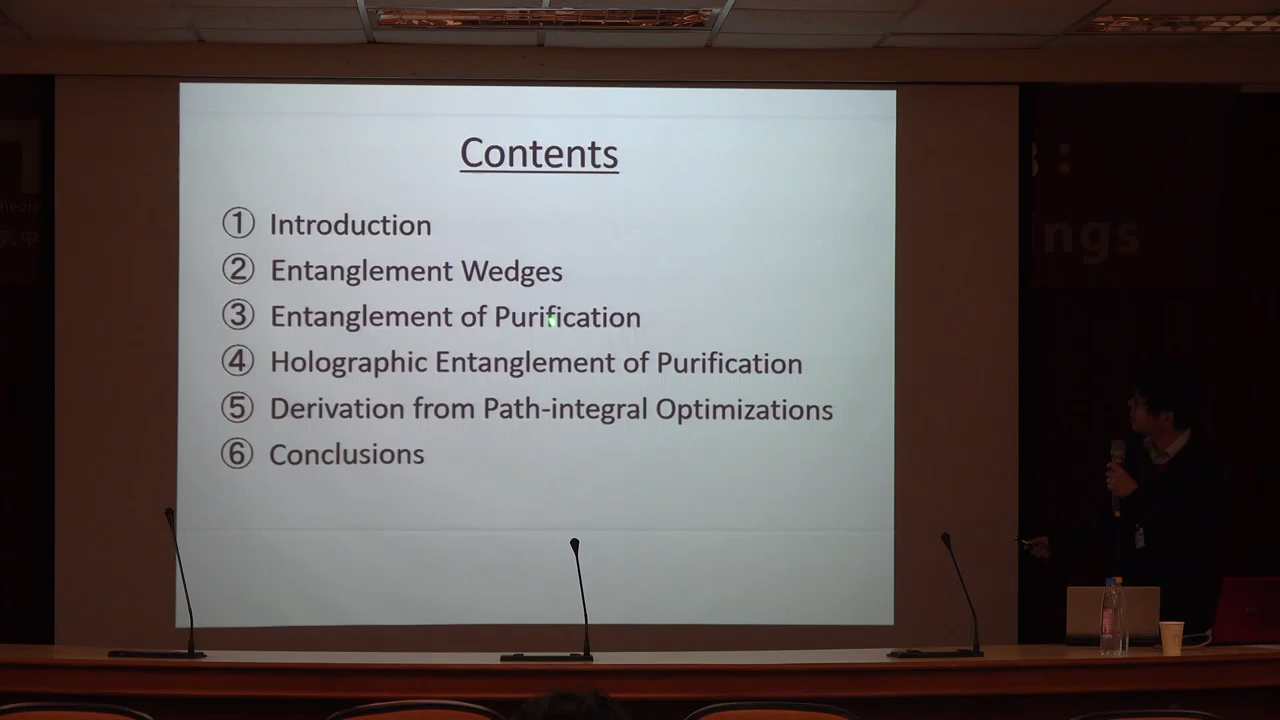 Contents
① Introduction
② Entanglement Wedges
③ Entanglement of Purification
④ Holographic Entanglement of Purification
⑤ Derivation from Path-integral Optimizations
⑥ Conclusions
:
ngs